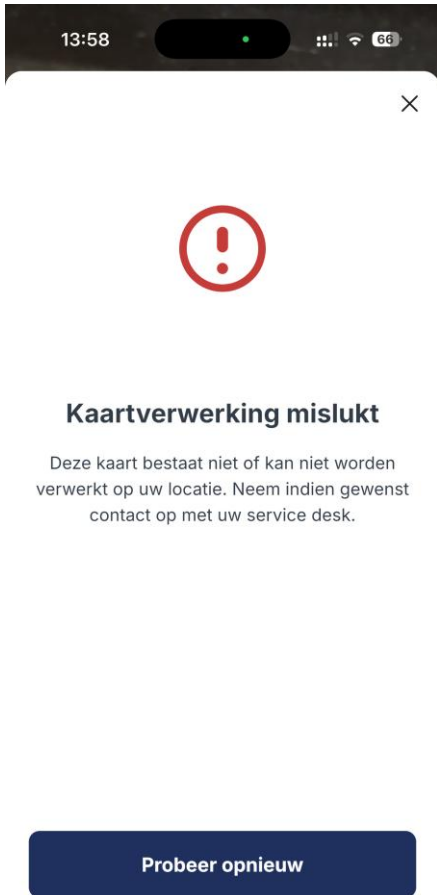 13:58
66
Kaartverwerking mislukt
Deze kaart bestaat niet of kan niet worden
verwerkt op uw locatie. Neem indien gewenst
contact op met uw service desk.
Probeer opnieuw